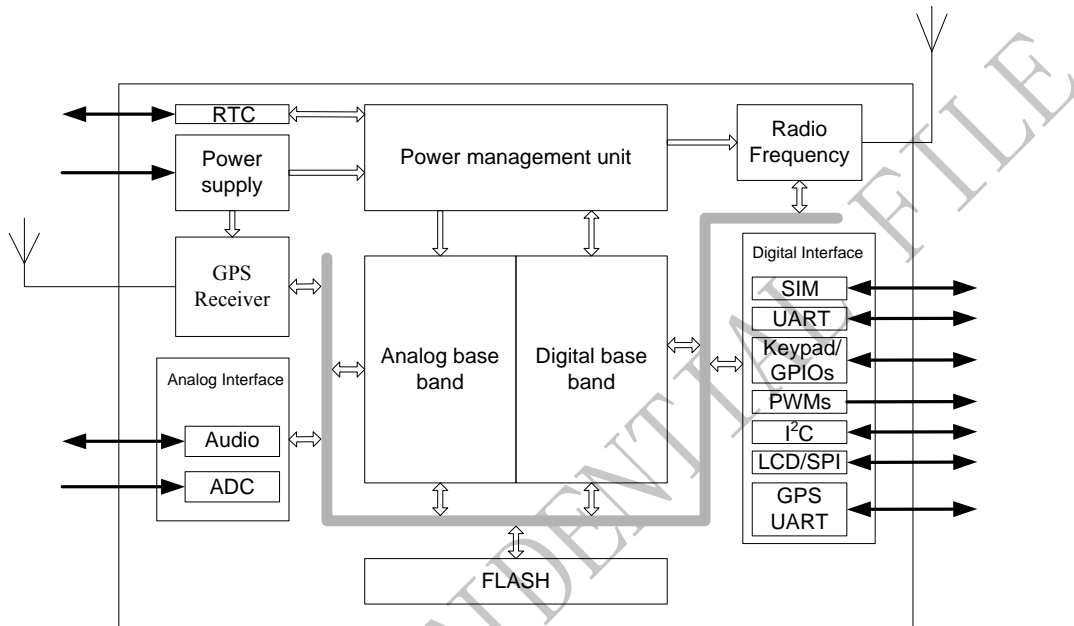 RTC
Power
supply
Power management unit
Radio
Frequency
GPS
Receiver
Analog base
band
Digital base
band
Digital Interface
SIM
UART
Keypad/
GPIOs
PWMs
I²C
LCD/SPI
GPS
UART
Analog Interface
Audio
ADC
FLASH
FILE